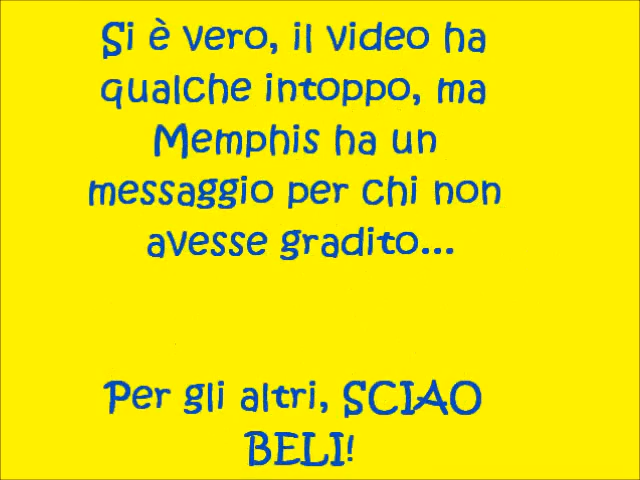 Si è vero, il video ha
qualche intoppo, ma
Memphis ha un
messaggio per chi non
avesse gradito...
Per gli altri, SCIAO
BELI!